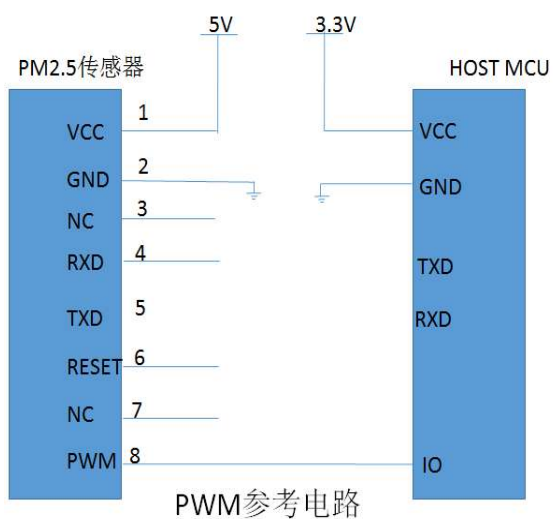 5V
3.3V
PM2.5传感器
HOST MCU
VCC
1
GND
2
NC
3
RXD
4
TXD
5
RESET
6
NC
7
PWM
8
VCC
GND
TXD
RXD
IO
PWM参考电路